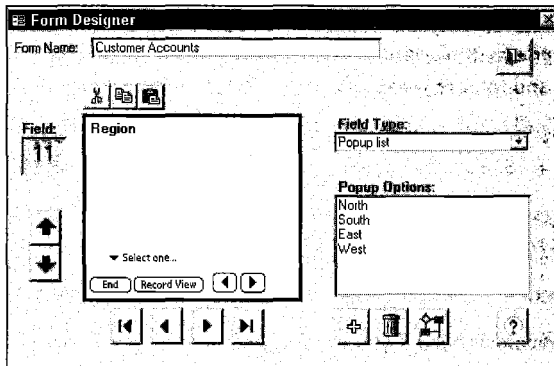 Form Designer
Form Name: Customer Accounts
Field:
11
Region
Select one...
End Record View
Field Type:
Popup list
Popup Options:
North
South
East
West
?